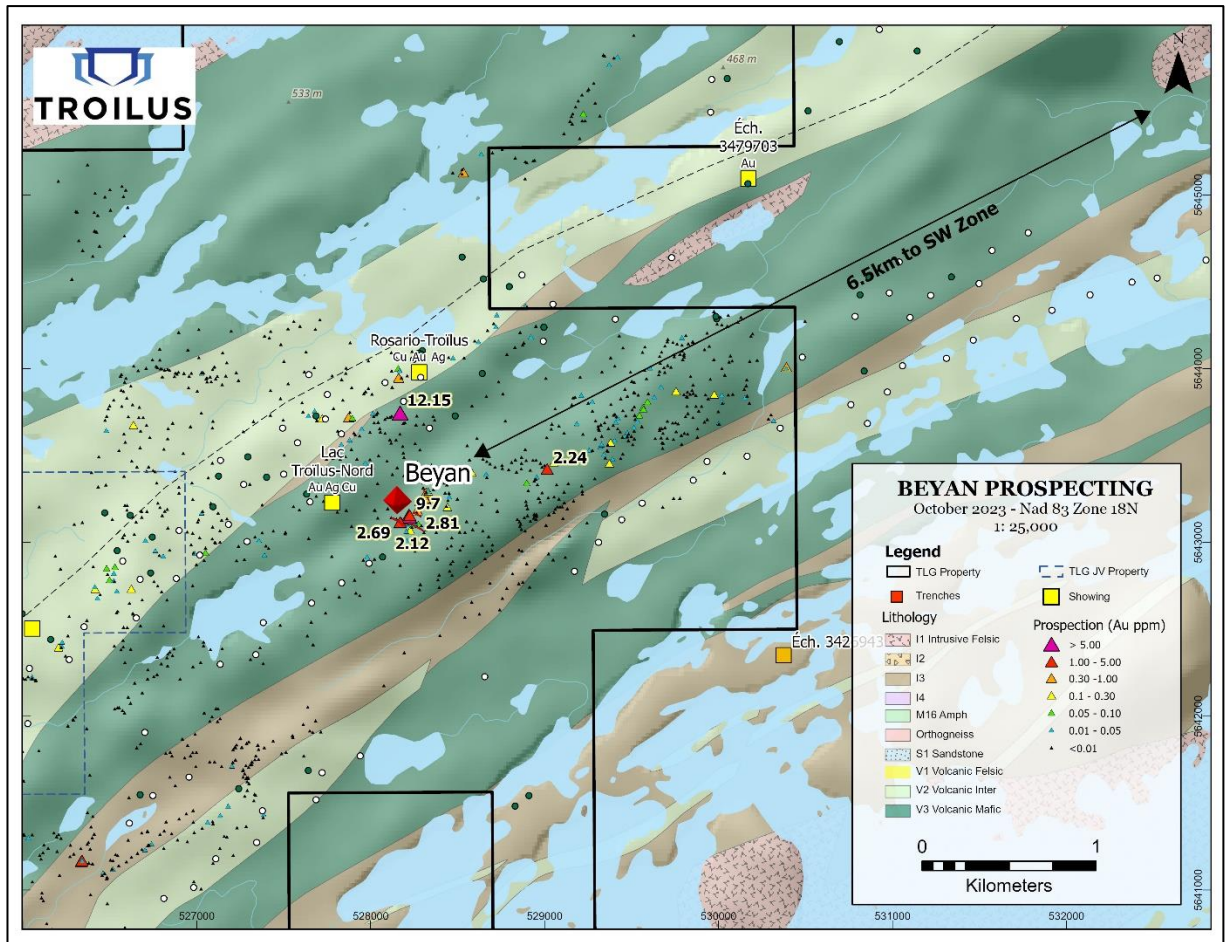 TROILUS
533 m
468 m
N
Éch.
3479703
Au
6.5km to SW Zone
Rosario-Troïlus
Cu Au Ag
12.15
Lac
Troïlus-Nord
Au Ag Cu
Beyan
2.24
9.7
2.81
2.69
2.12
Éch. 3426943
BEYAN PROSPECTING
October 2023 - Nad 83 Zone 18N
1: 25,000
Legend
TLG Property
TLG JV Property
Trenches
Showing
Lithology
I1 Intrusive Felsic
I2
I3
I4
M16 Amph
Orthogneiss
S1 Sandstone
V1 Volcanic Felsic
V2 Volcanic Inter
V3 Volcanic Mafic
Prospection (Au ppm)
> 5.00
1.00 - 5.00
0.30 -1.00
0.1 - 0.30
0.05 - 0.10
0.01 - 0.05
<0.01
0 1
Kilometers
5645000
5644000
5643000
5642000
5641000
527000 528000 529000 530000 531000 532000